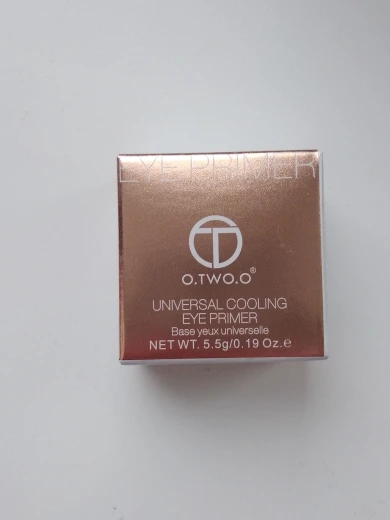 EYE PRIMER
O.TWO.O®
UNIVERSAL COOLING
EYE PRIMER
Base yeux universelle
NET WT. 5.5g/0.19 Oz.℮